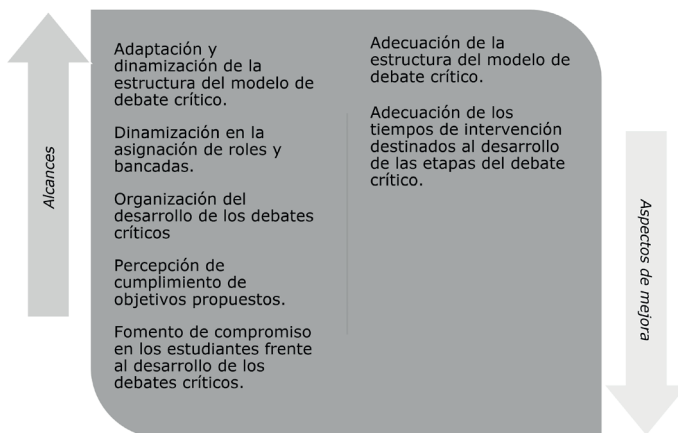 Alcances
Adaptación y
dinamización de la
estructura del modelo de
debate crítico.
Dinamización en la
asignación de roles y
bancadas.
Organización del
desarrollo de los debates
críticos
Percepción de
cumplimiento de
objetivos propuestos.
Fomento de compromiso
en los estudiantes frente
al desarrollo de los
debates críticos.
Adecuación de la
estructura del modelo de
debate crítico.
Adecuación de los
tiempos de intervención
destinados al desarrollo
de las etapas del debate
crítico.
Aspectos de mejora